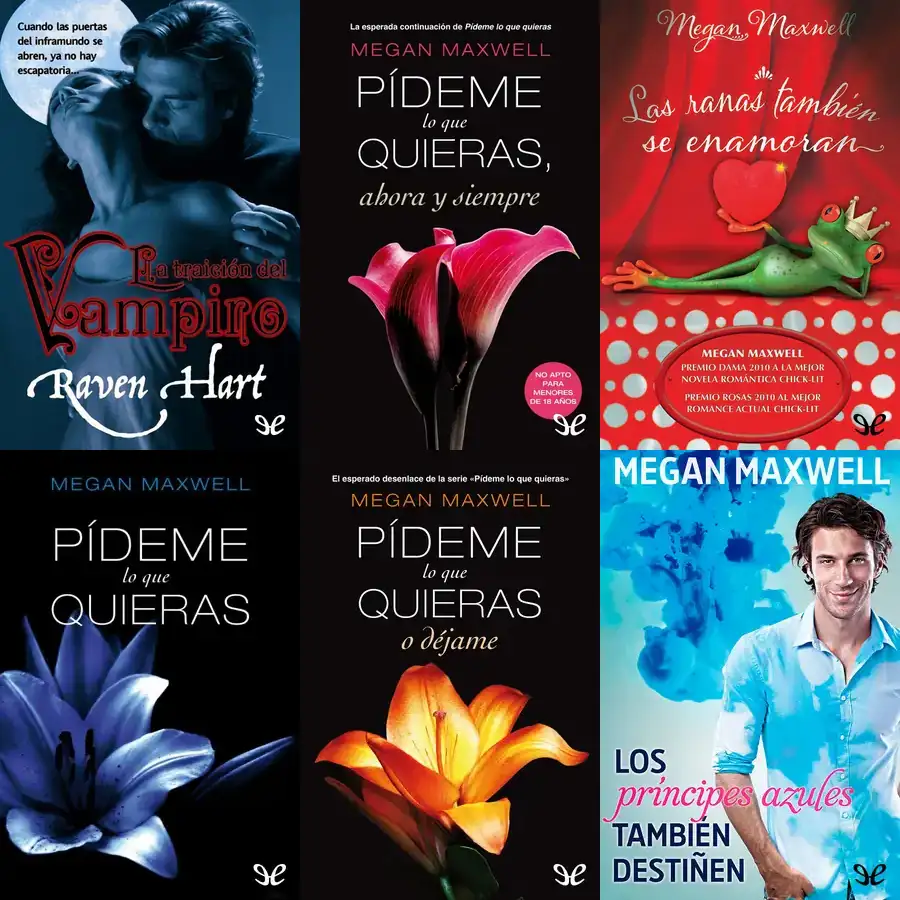 Cuando las puertas
del inframundo se
abren, ya no hay
escapatoria...
La traición del
Vampiro
Raven Hart
La esperada continuación de Pídeme lo que quieras
MEGAN MAXWELL
PÍDEME
lo que
QUIERAS,
ahora y siempre
NO APTO
PARA
MENORES
DE 18 AÑOS
Megan Maxwell
Las ranas también
se enamoran
MEGAN MAXWELL
PREMIO DAMA 2010 A LA MEJOR
NOVELA ROMÁNTICA CHICK-LIT
PREMIO ROSAS 2010 AL MEJOR
ROMANCE ACTUAL CHICK-LIT
MEGAN MAXWELL
PÍDEME
lo que
QUIERAS
El esperado desenlace de la serie «Pídeme lo que quieras»
MEGAN MAXWELL
PÍDEME
lo que
QUIERAS
o déjame
MEGAN MAXWELL
LOS
príncipes azules
TAMBIÉN
DESTIÑEN